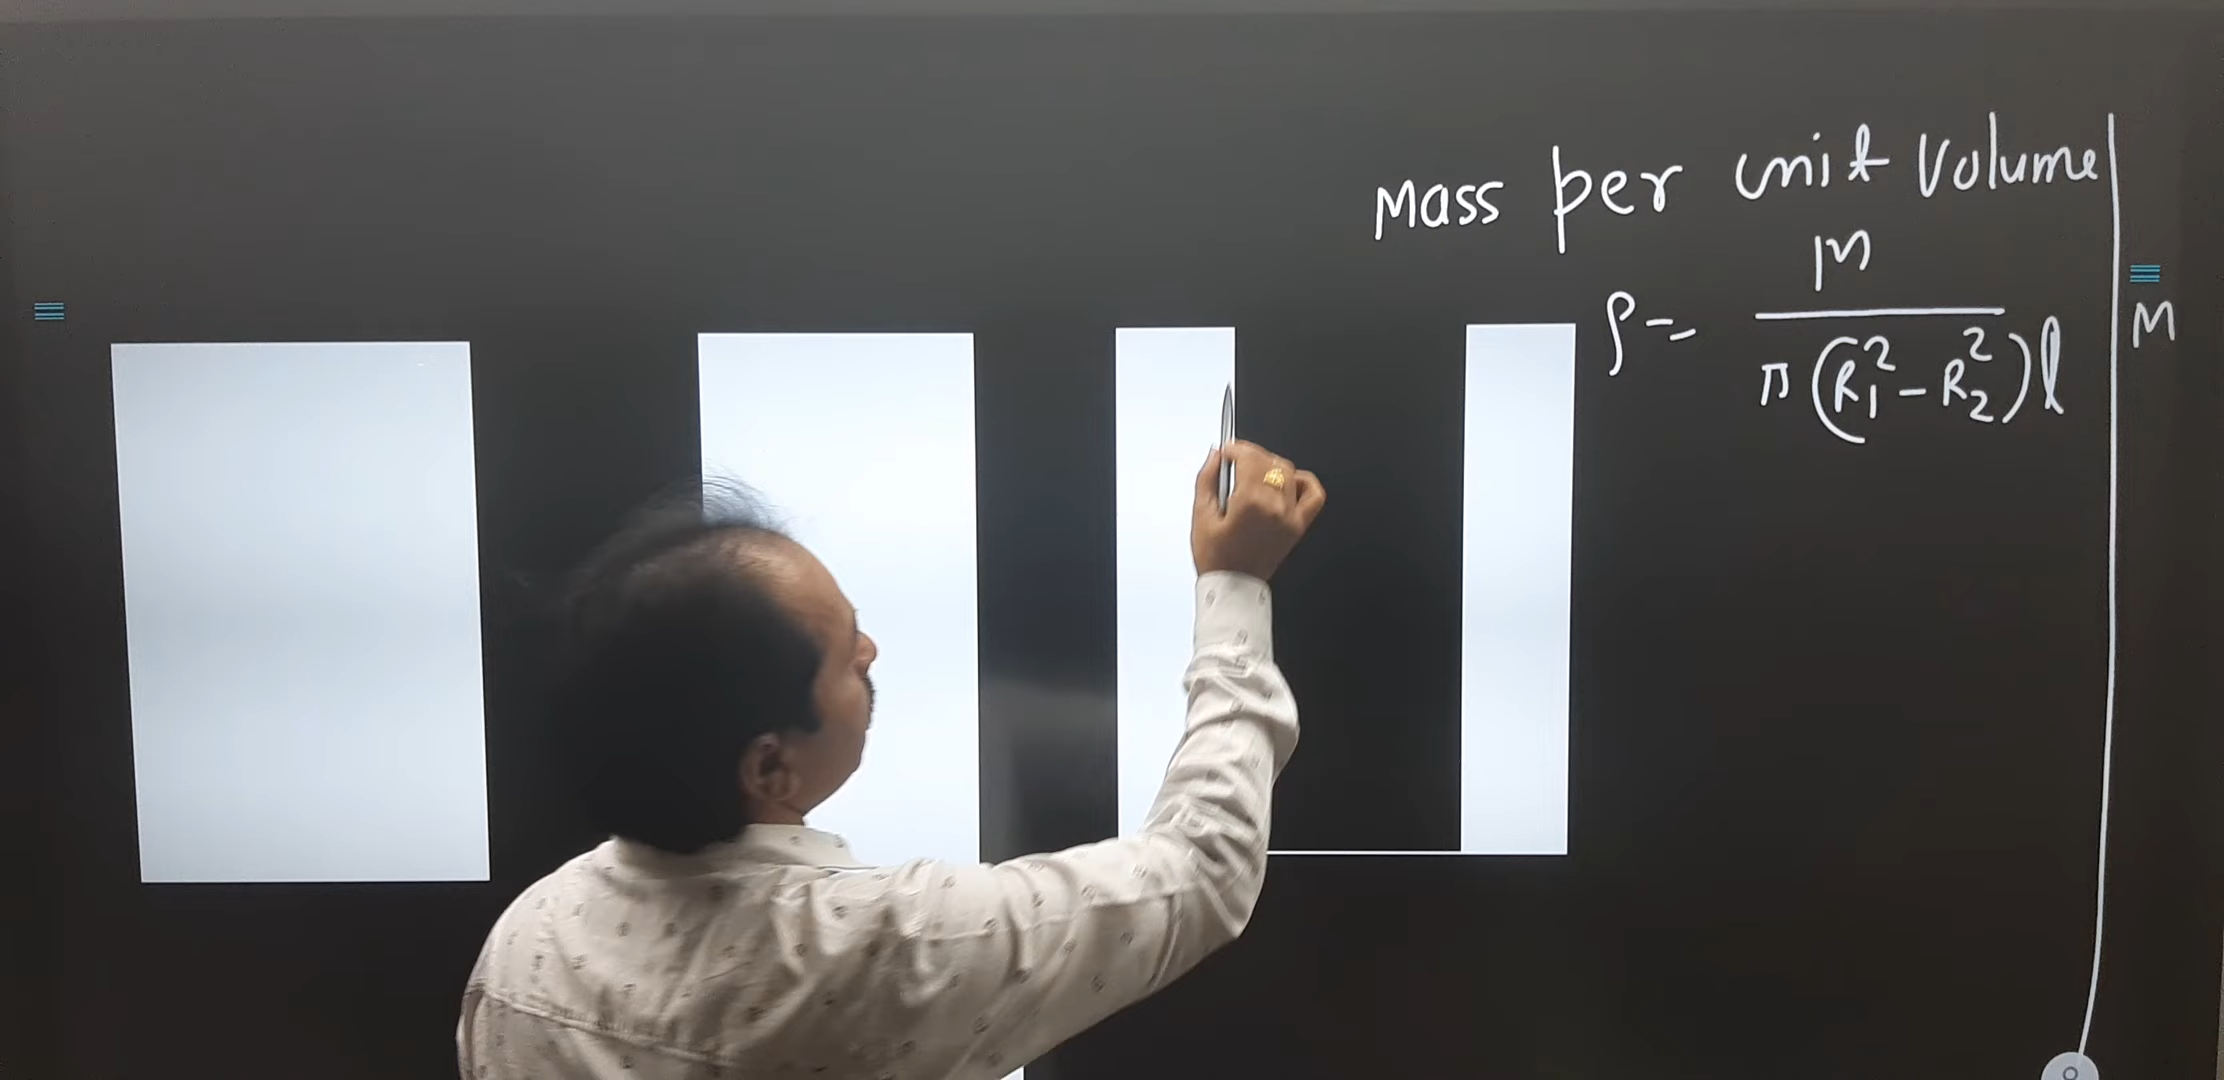 Mass per unit volume
ρ = M / π(R₁² - R₂²)l
M